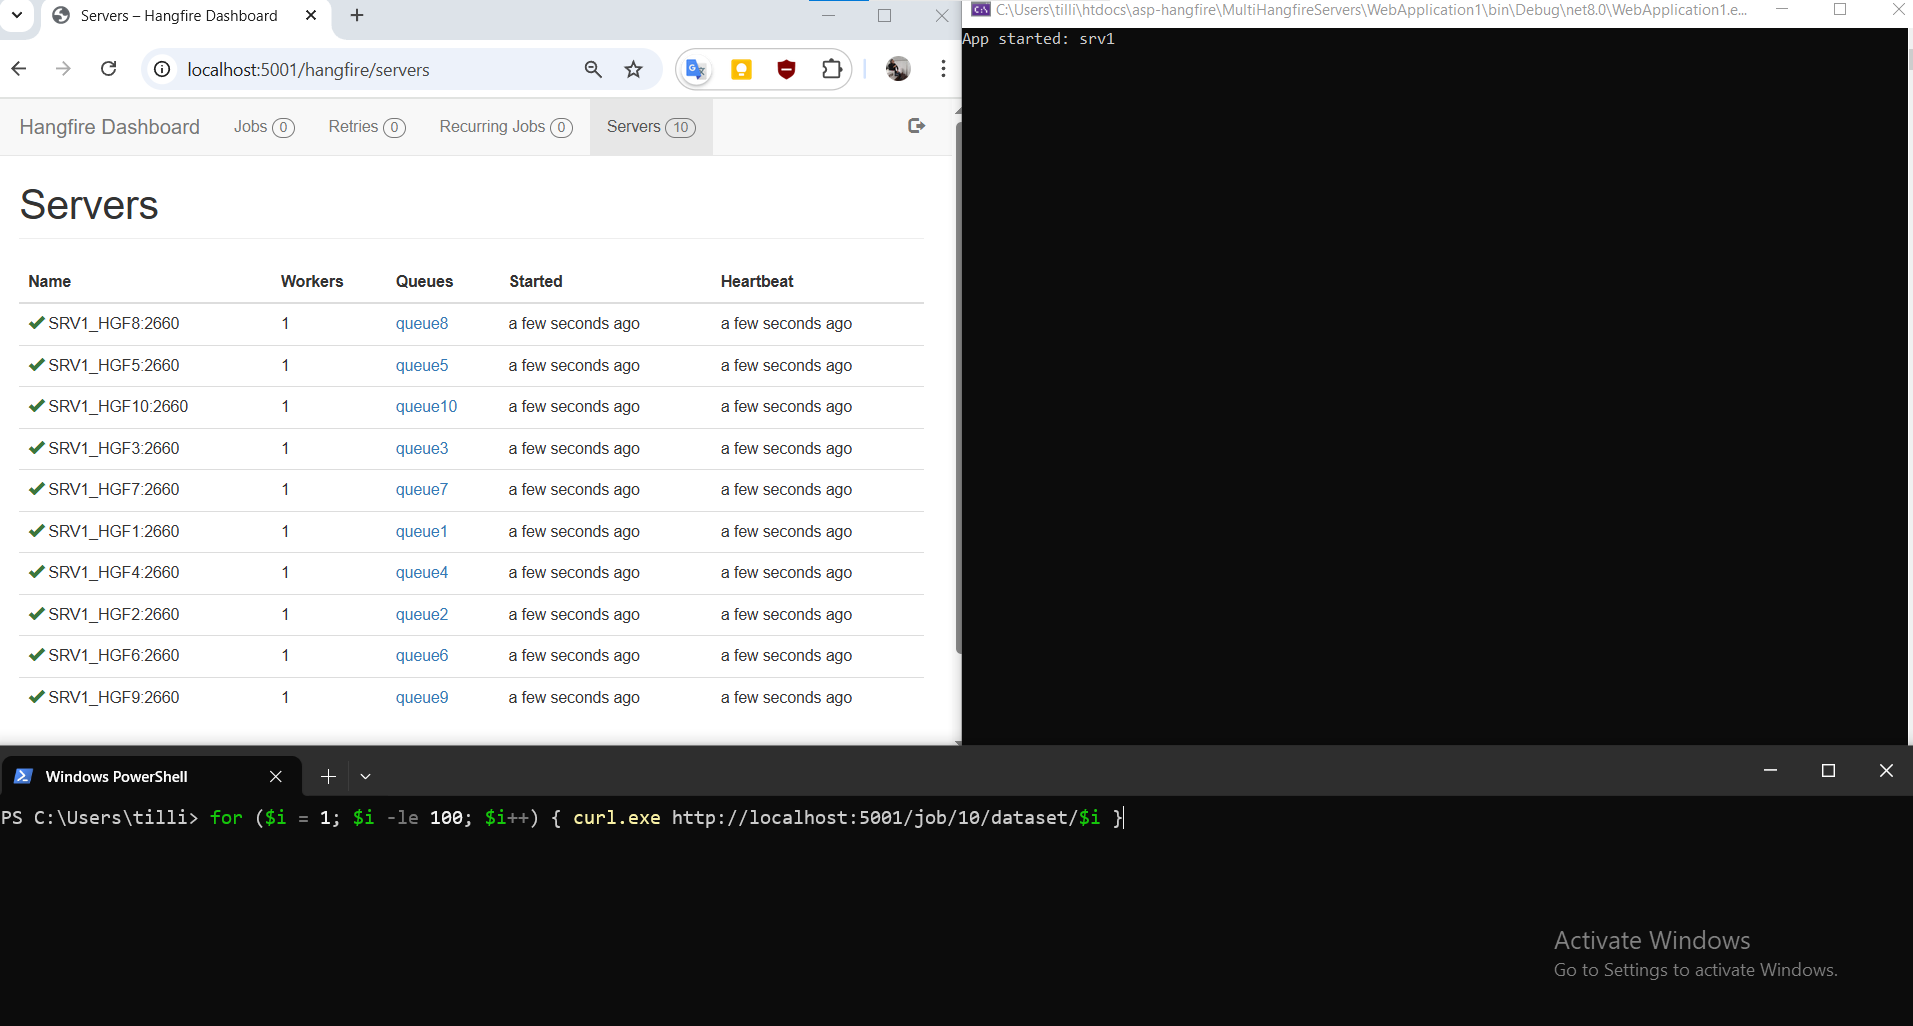 Servers – Hangfire Dashboard
localhost:5001/hangfire/servers
Hangfire Dashboard Jobs 0 Retries 0 Recurring Jobs 0 Servers 10
Servers
Name Workers Queues Started Heartbeat
SRV1_HGF8:2660 1 queue8 a few seconds ago a few seconds ago
SRV1_HGF5:2660 1 queue5 a few seconds ago a few seconds ago
SRV1_HGF10:2660 1 queue10 a few seconds ago a few seconds ago
SRV1_HGF3:2660 1 queue3 a few seconds ago a few seconds ago
SRV1_HGF7:2660 1 queue7 a few seconds ago a few seconds ago
SRV1_HGF1:2660 1 queue1 a few seconds ago a few seconds ago
SRV1_HGF4:2660 1 queue4 a few seconds ago a few seconds ago
SRV1_HGF2:2660 1 queue2 a few seconds ago a few seconds ago
SRV1_HGF6:2660 1 queue6 a few seconds ago a few seconds ago
SRV1_HGF9:2660 1 queue9 a few seconds ago a few seconds ago
C:\Users\tilli\htdocs\asp-hangfire\MultiHangfireServers\WebApplication1\bin\Debug\net8.0\WebApplication1.e...
App started: srv1
Windows PowerShell
PS C:\Users\tilli> for ($i = 1; $i -le 100; $i++) { curl.exe http://localhost:5001/job/10/dataset/$i }
Activate Windows
Go to Settings to activate Windows.